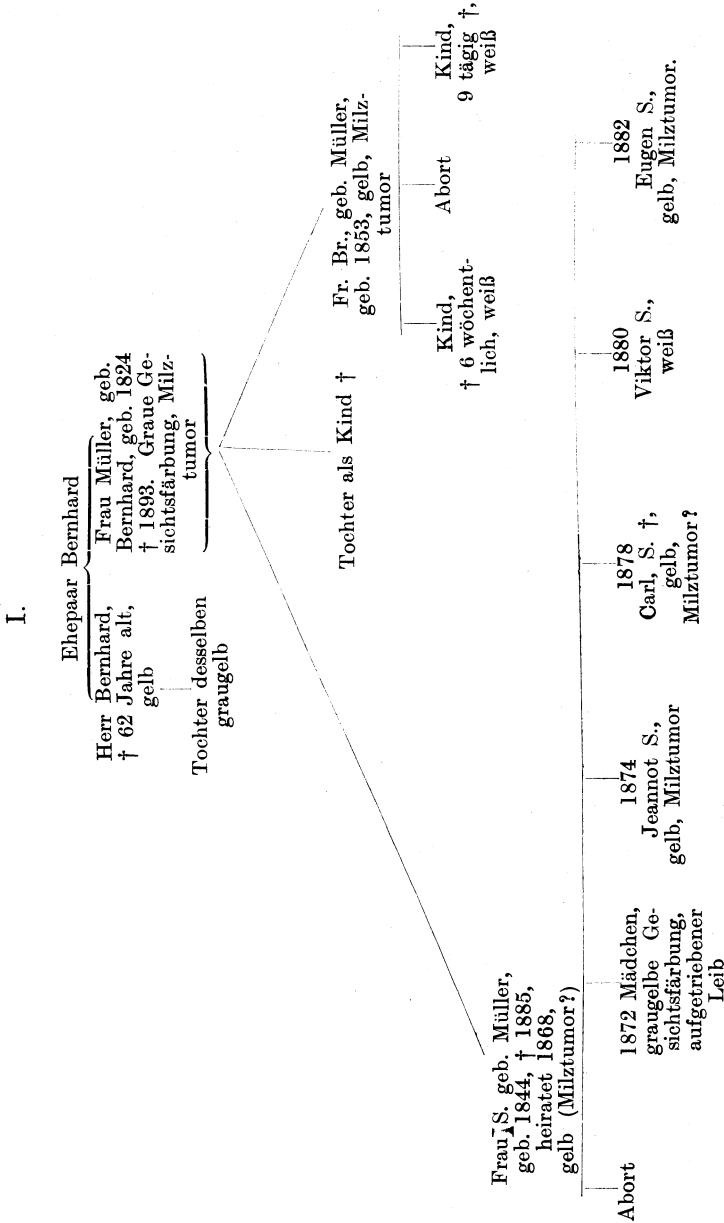 I.
Ehepaar Bernhard
Herr Bernhard,
† 62 Jahre alt,
gelb
Tochter desselben
graugelb
Frau Müller, geb.
Bernhard, geb. 1824
† 1893. Graue Ge-
sichtsfärbung, Milz-
tumor
Frau S. geb. Müller,
geb. 1844, † 1885,
heiratet 1868,
gelb (Milztumor?)
Tochter als Kind †
Fr. Br., geb. Müller,
geb. 1853, gelb, Milz-
tumor
Kind,
† 6 wöchent-
lich, weiß
Abort
Kind,
9 tägig †,
weiß
Abort
1872 Mädchen,
graugelbe Ge-
sichtsfärbung,
aufgetriebener
Leib
1874
Jeannot S.,
gelb, Milztumor
1878
Carl, S. †,
gelb,
Milztumor?
1880
Viktor S.,
weiß
1882
Eugen S.,
gelb, Milztumor.